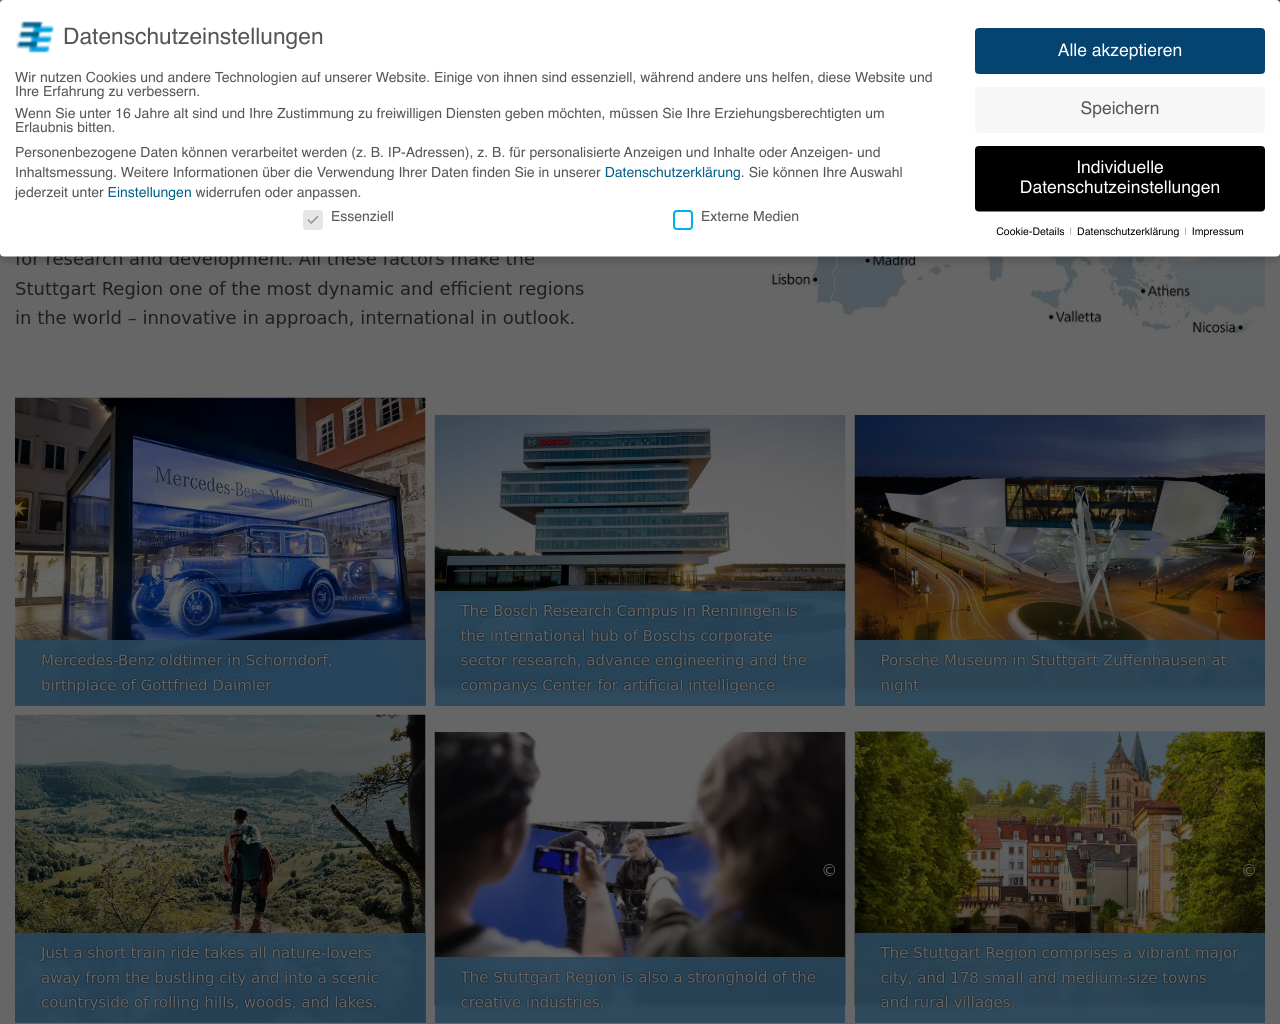 Datenschutzeinstellungen
Wir nutzen Cookies und andere Technologien auf unserer Website. Einige von ihnen sind essenziell, während andere uns helfen, diese Website und
Ihre Erfahrung zu verbessern.
Wenn Sie unter 16 Jahre alt sind und Ihre Zustimmung zu freiwilligen Diensten geben möchten, müssen Sie Ihre Erziehungsberechtigten um
Erlaubnis bitten.
Personenbezogene Daten können verarbeitet werden (z. B. IP-Adressen), z. B. für personalisierte Anzeigen und Inhalte oder Anzeigen- und
Inhaltsmessung. Weitere Informationen über die Verwendung Ihrer Daten finden Sie in unserer Datenschutzerklärung. Sie können Ihre Auswahl
jederzeit unter Einstellungen widerrufen oder anpassen.
Essenziell
Externe Medien
Alle akzeptieren
Speichern
Individuelle
Datenschutzeinstellungen
Cookie-Details | Datenschutzerklärung | Impressum
for research and development. All these factors make the
Stuttgart Region one of the most dynamic and efficient regions
in the world – innovative in approach, international in outlook.
Madrid
Lisbon
Athens
Valletta
Nicosia
Mercedes-Benz Museum
©
Mercedes-Benz oldtimer in Schorndorf,
birthplace of Gottfried Daimler
BOSCH
The Bosch Research Campus in Renningen is
the international hub of Boschs corporate
sector research, advance engineering and the
companys Center for artificial intelligence.
©
Porsche Museum in Stuttgart Zuffenhausen at
night
Just a short train ride takes all nature-lovers
away from the bustling city and into a scenic
countryside of rolling hills, woods, and lakes.
©
The Stuttgart Region is also a stronghold of the
creative industries.
©
The Stuttgart Region comprises a vibrant major
city, and 178 small and medium-size towns
and rural villages.